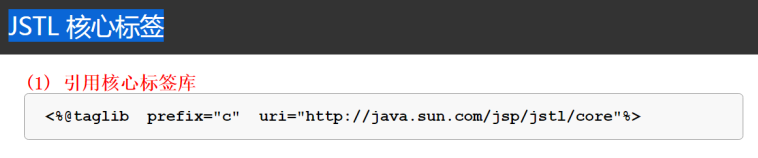 JSTL 核心标签
(1) 引用核心标签库
<%@taglib  prefix="c"  uri="http://java.sun.com/jsp/jstl/core"%>